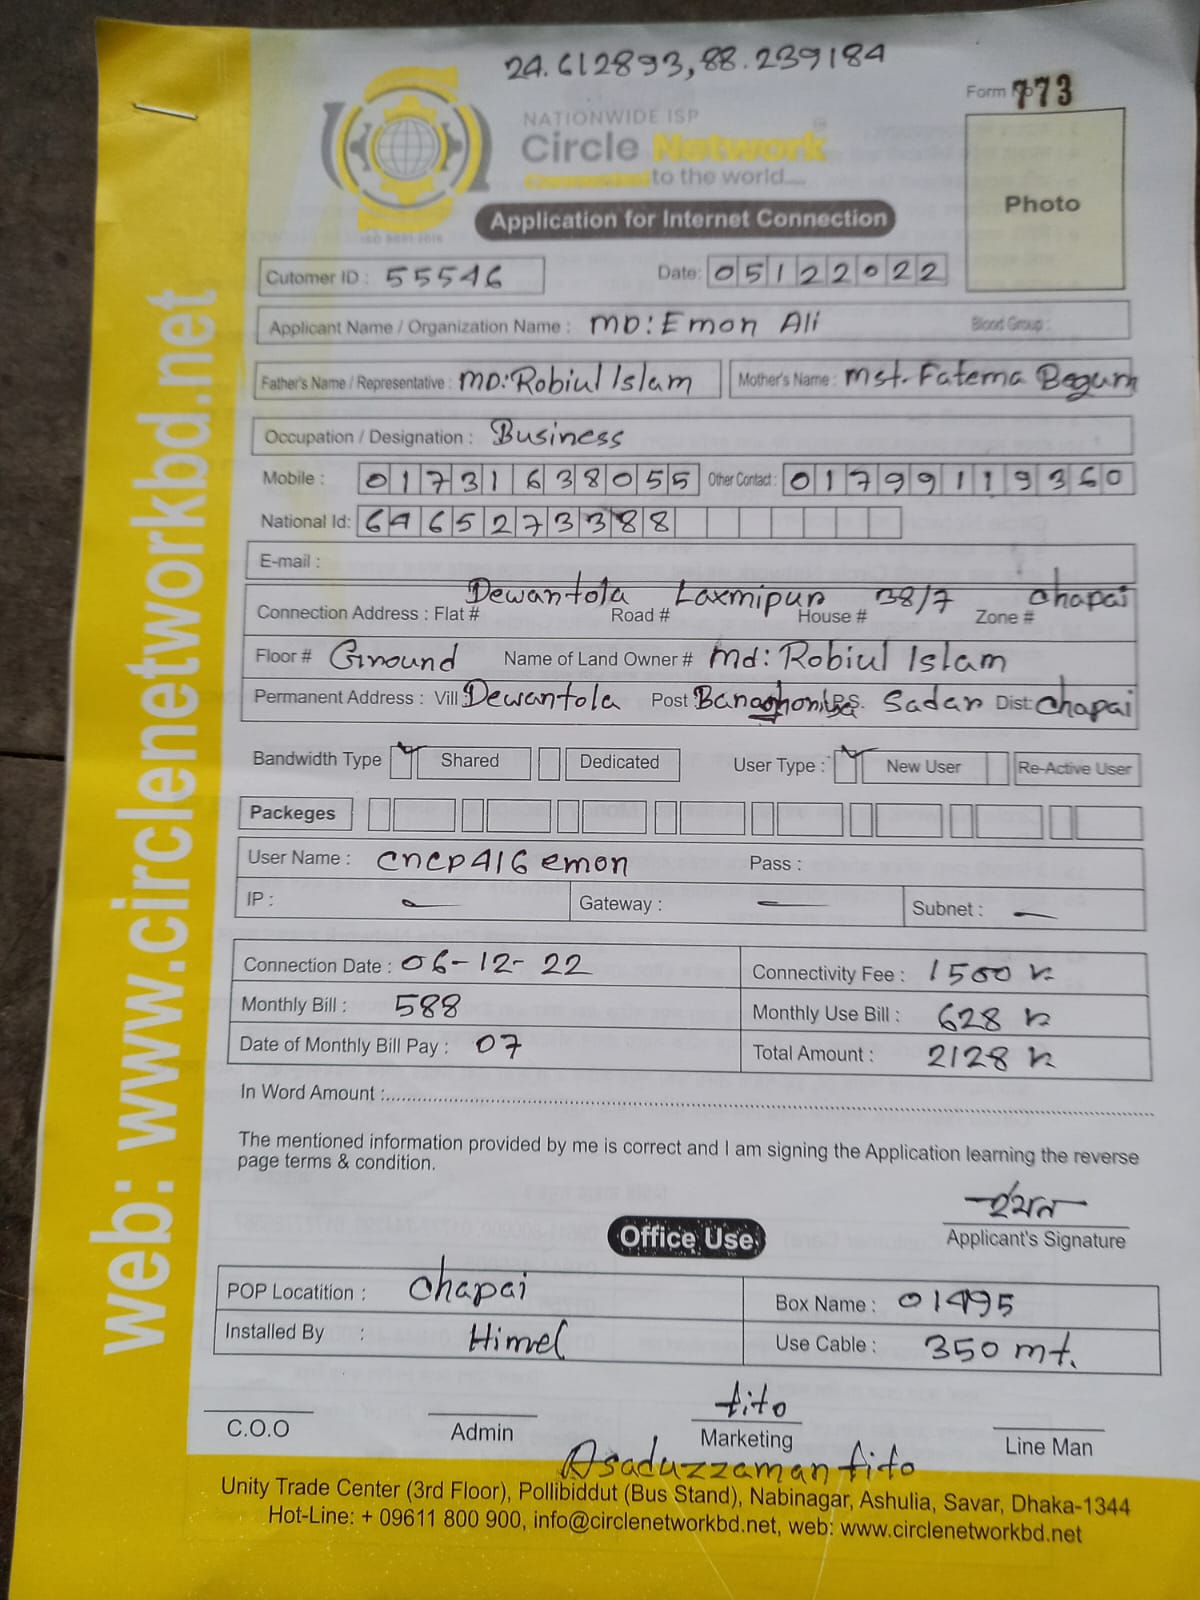 24.612893,88.239184
Form No 773
NATIONWIDE ISP
Circle Network
Connected to the world....
ISO 9001:2015
Application for Internet Connection
Photo
Cutomer ID : 55546 Date: 05122022
Applicant Name / Organization Name : MD: Emon Ali Blood Group :
Father's Name / Representative : MD: Robiul Islam Mother's Name : Mst. Fatema Begum
Occupation / Designation : Business
Mobile : 01731638055 Other Contact : 01799119360
National Id: 6465273388
E-mail :
Connection Address : Flat # Dewantola Road # Laxmipur House # 38/7 Zone # Chapai
Floor # Ground Name of Land Owner # Md: Robiul Islam
Permanent Address : Vill Dewantola Post P.S. Sadar Dist: Chapai
Bandwidth Type Shared Dedicated User Type : New User Re-Active User
Packeges
User Name : cncp416 emon Pass :
IP : — Gateway : — Subnet : —
Connection Date : 06-12-22 Connectivity Fee : 1500
Monthly Bill : 588 Monthly Use Bill : 628
Date of Monthly Bill Pay : 07 Total Amount : 2128
In Word Amount :
The mentioned information provided by me is correct and I am signing the Application learning the reverse
page terms & condition.
ইমন
Applicant's Signature
Office Use
POP Locatition : Chapai Box Name : 01495
Installed By : Himel Use Cable : 350 mt.
tito
C.O.O Admin Marketing Line Man
Asaduzzaman tito
Unity Trade Center (3rd Floor), Pollibiddut (Bus Stand), Nabinagar, Ashulia, Savar, Dhaka-1344
Hot-Line: + 09611 800 900, info@circlenetworkbd.net, web: www.circlenetworkbd.net
web: www.circlenetworkbd.net